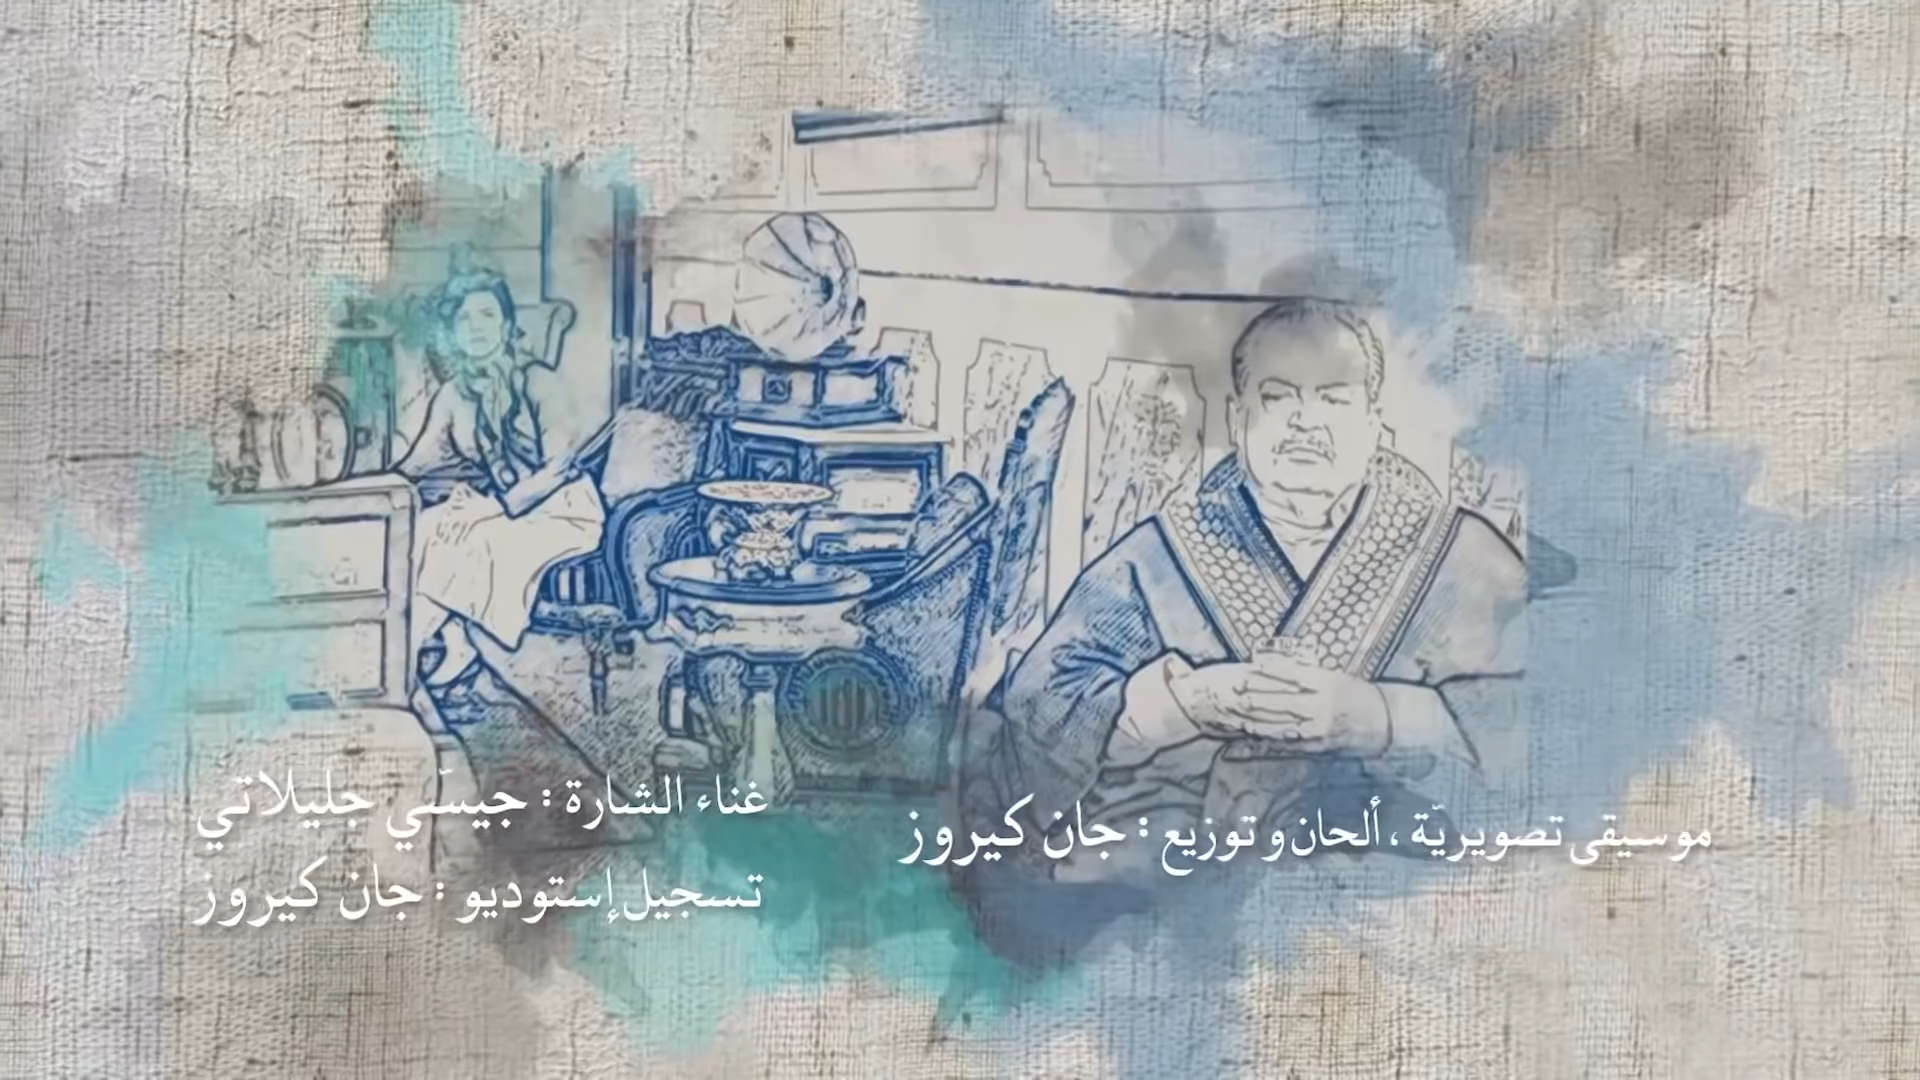 موسيقى تصويريّة ، ألحان و توزيع : جان كيروز
غناء الشارة : جيسّي جليلاتي
تسجيل إستوديو : جان كيروز